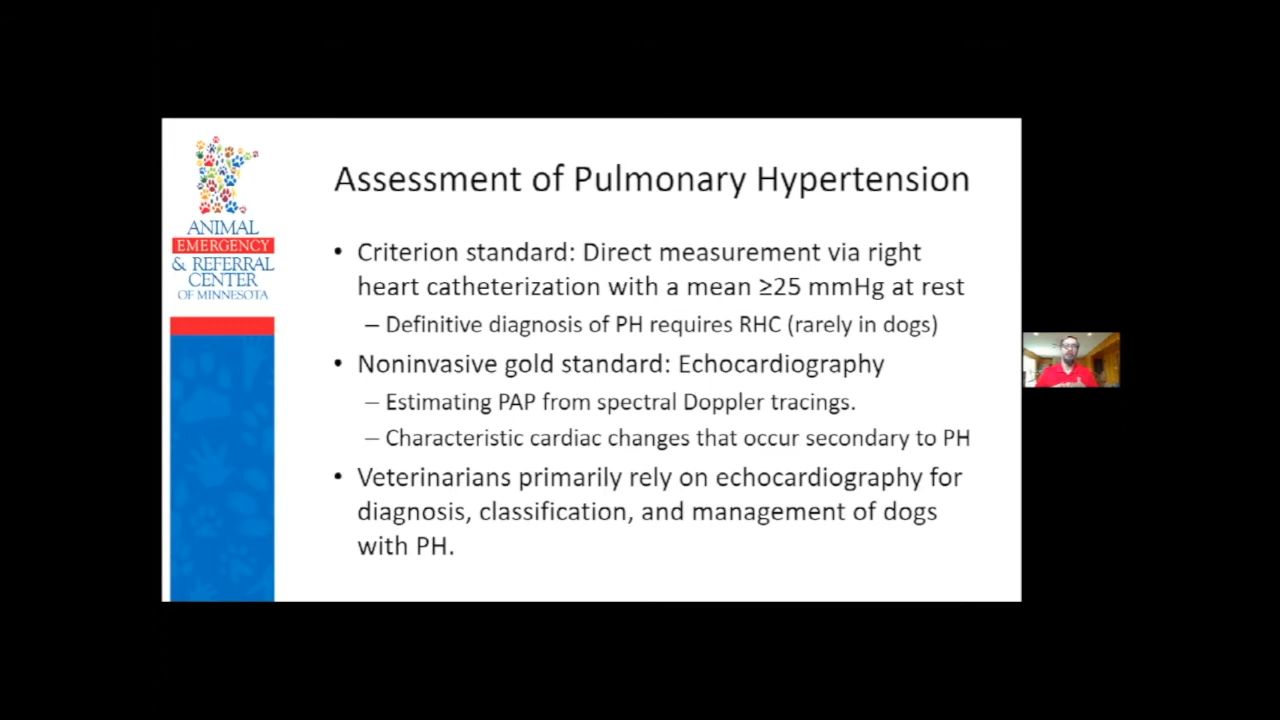 ANIMAL
EMERGENCY
& REFERRAL
CENTER
OF MINNESOTA
Assessment of Pulmonary Hypertension
• Criterion standard: Direct measurement via right
heart catheterization with a mean ≥25 mmHg at rest
– Definitive diagnosis of PH requires RHC (rarely in dogs)
• Noninvasive gold standard: Echocardiography
– Estimating PAP from spectral Doppler tracings.
– Characteristic cardiac changes that occur secondary to PH
• Veterinarians primarily rely on echocardiography for
diagnosis, classification, and management of dogs
with PH.